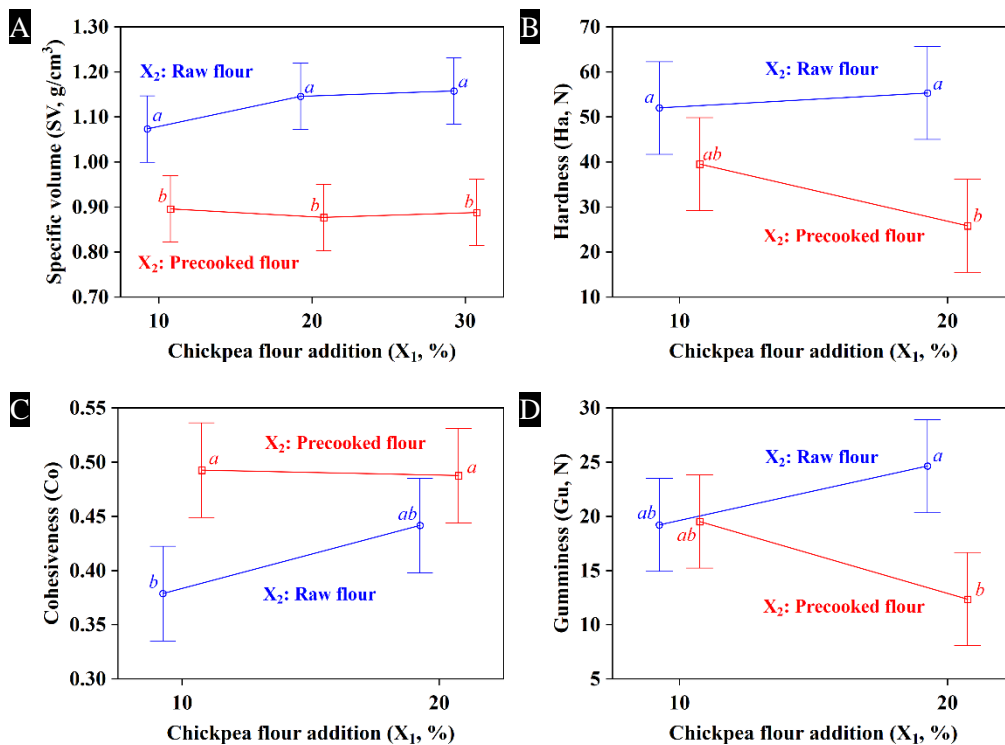 A
Specific volume (SV, g/cm³)
1.30
1.20
1.10
1.00
0.90
0.80
0.70
X₂: Raw flour
a
a
a
b
b
b
X₂: Precooked flour
10
20
30
Chickpea flour addition (X₁, %)
B
Hardness (Ha, N)
70
60
50
40
30
20
10
X₂: Raw flour
a
a
ab
b
X₂: Precooked flour
10
20
Chickpea flour addition (X₁, %)
C
Cohesiveness (Co)
0.55
0.50
0.45
0.40
0.35
0.30
X₂: Precooked flour
a
a
ab
b
X₂: Raw flour
10
20
Chickpea flour addition (X₁, %)
D
Gumminess (Gu, N)
30
25
20
15
10
5
X₂: Raw flour
a
ab
ab
b
X₂: Precooked flour
10
20
Chickpea flour addition (X₁, %)